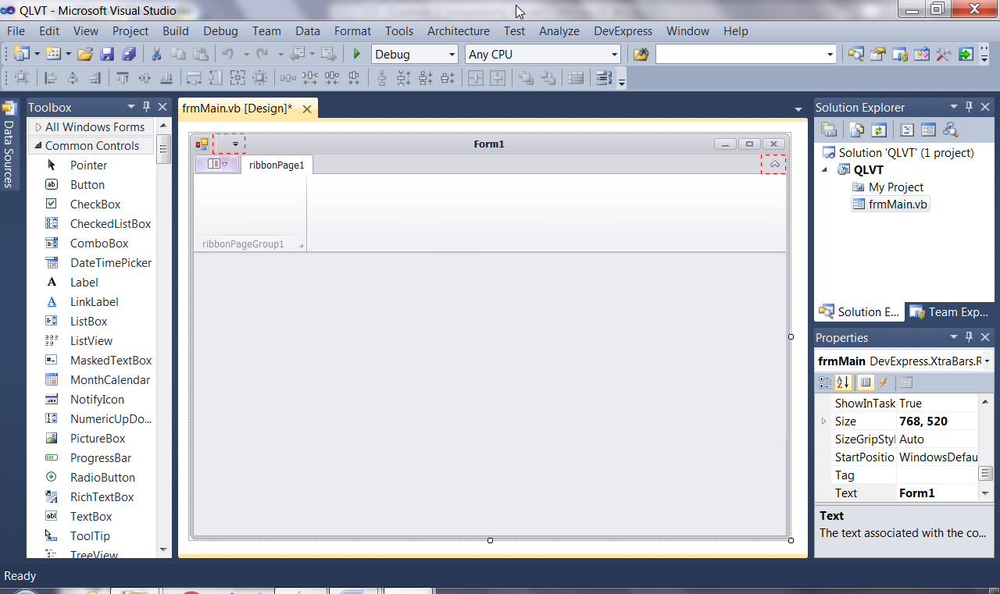 QLVT - Microsoft Visual Studio
File Edit View Project Build Debug Team Data Format Tools Architecture Test Analyze DevExpress Window Help
Debug Any CPU
Data Sources
Toolbox
All Windows Forms
Common Controls
Pointer
Button
CheckBox
CheckedListBox
ComboBox
DateTimePicker
Label
LinkLabel
ListBox
ListView
MaskedTextBox
MonthCalendar
NotifyIcon
NumericUpDo...
PictureBox
ProgressBar
RadioButton
RichTextBox
TextBox
ToolTip
TreeView
frmMain.vb [Design]*
Form1
ribbonPage1
ribbonPageGroup1
Solution Explorer
Solution 'QLVT' (1 project)
QLVT
My Project
frmMain.vb
Solution E... Team Exp...
Properties
frmMain DevExpress.XtraBars.R
ShowInTask True
Size 768, 520
SizeGripStyl Auto
StartPositio WindowsDefau
Tag
Text Form1
Text
The text associated with the co...
Ready